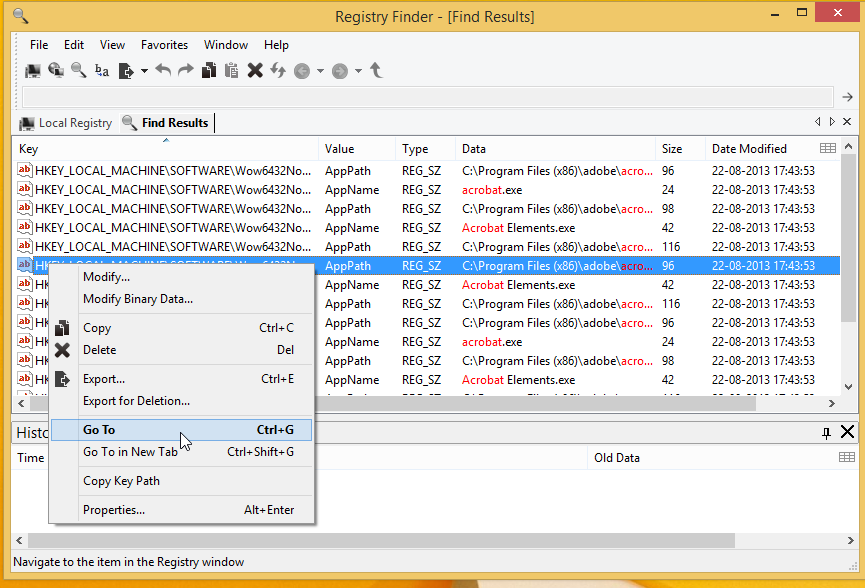 Registry Finder - [Find Results]
File Edit View Favorites Window Help
Local Registry Find Results
Key Value Type Data Size Date Modified
HKEY_LOCAL_MACHINE\SOFTWARE\Wow6432No... AppPath REG_SZ C:\Program Files (x86)\adobe\acro... 96 22-08-2013 17:43:53
HKEY_LOCAL_MACHINE\SOFTWARE\Wow6432No... AppName REG_SZ acrobat.exe 24 22-08-2013 17:43:53
HKEY_LOCAL_MACHINE\SOFTWARE\Wow6432No... AppPath REG_SZ C:\Program Files (x86)\adobe\acro... 98 22-08-2013 17:43:53
HKEY_LOCAL_MACHINE\SOFTWARE\Wow6432No... AppName REG_SZ Acrobat Elements.exe 42 22-08-2013 17:43:53
HKEY_LOCAL_MACHINE\SOFTWARE\Wow6432No... AppPath REG_SZ C:\Program Files (x86)\adobe\acro... 116 22-08-2013 17:43:53
AppPath REG_SZ C:\Program Files (x86)\adobe\acro... 96 22-08-2013 17:43:53
HK AppName REG_SZ Acrobat Elements.exe 42 22-08-2013 17:43:53
HK AppPath REG_SZ C:\Program Files (x86)\adobe\acro... 116 22-08-2013 17:43:53
HK AppPath REG_SZ C:\Program Files (x86)\adobe\acro... 96 22-08-2013 17:43:53
HK AppName REG_SZ acrobat.exe 24 22-08-2013 17:43:53
HK AppPath REG_SZ C:\Program Files (x86)\adobe\acro... 98 22-08-2013 17:43:53
HK AppName REG_SZ Acrobat Elements.exe 42 22-08-2013 17:43:53
Modify...
Modify Binary Data...
Copy Ctrl+C
Delete Del
Export... Ctrl+E
Export for Deletion...
Go To Ctrl+G
Go To in New Tab Ctrl+Shift+G
Copy Key Path
Properties... Alt+Enter
Histo
Time Old Data
Navigate to the item in the Registry window